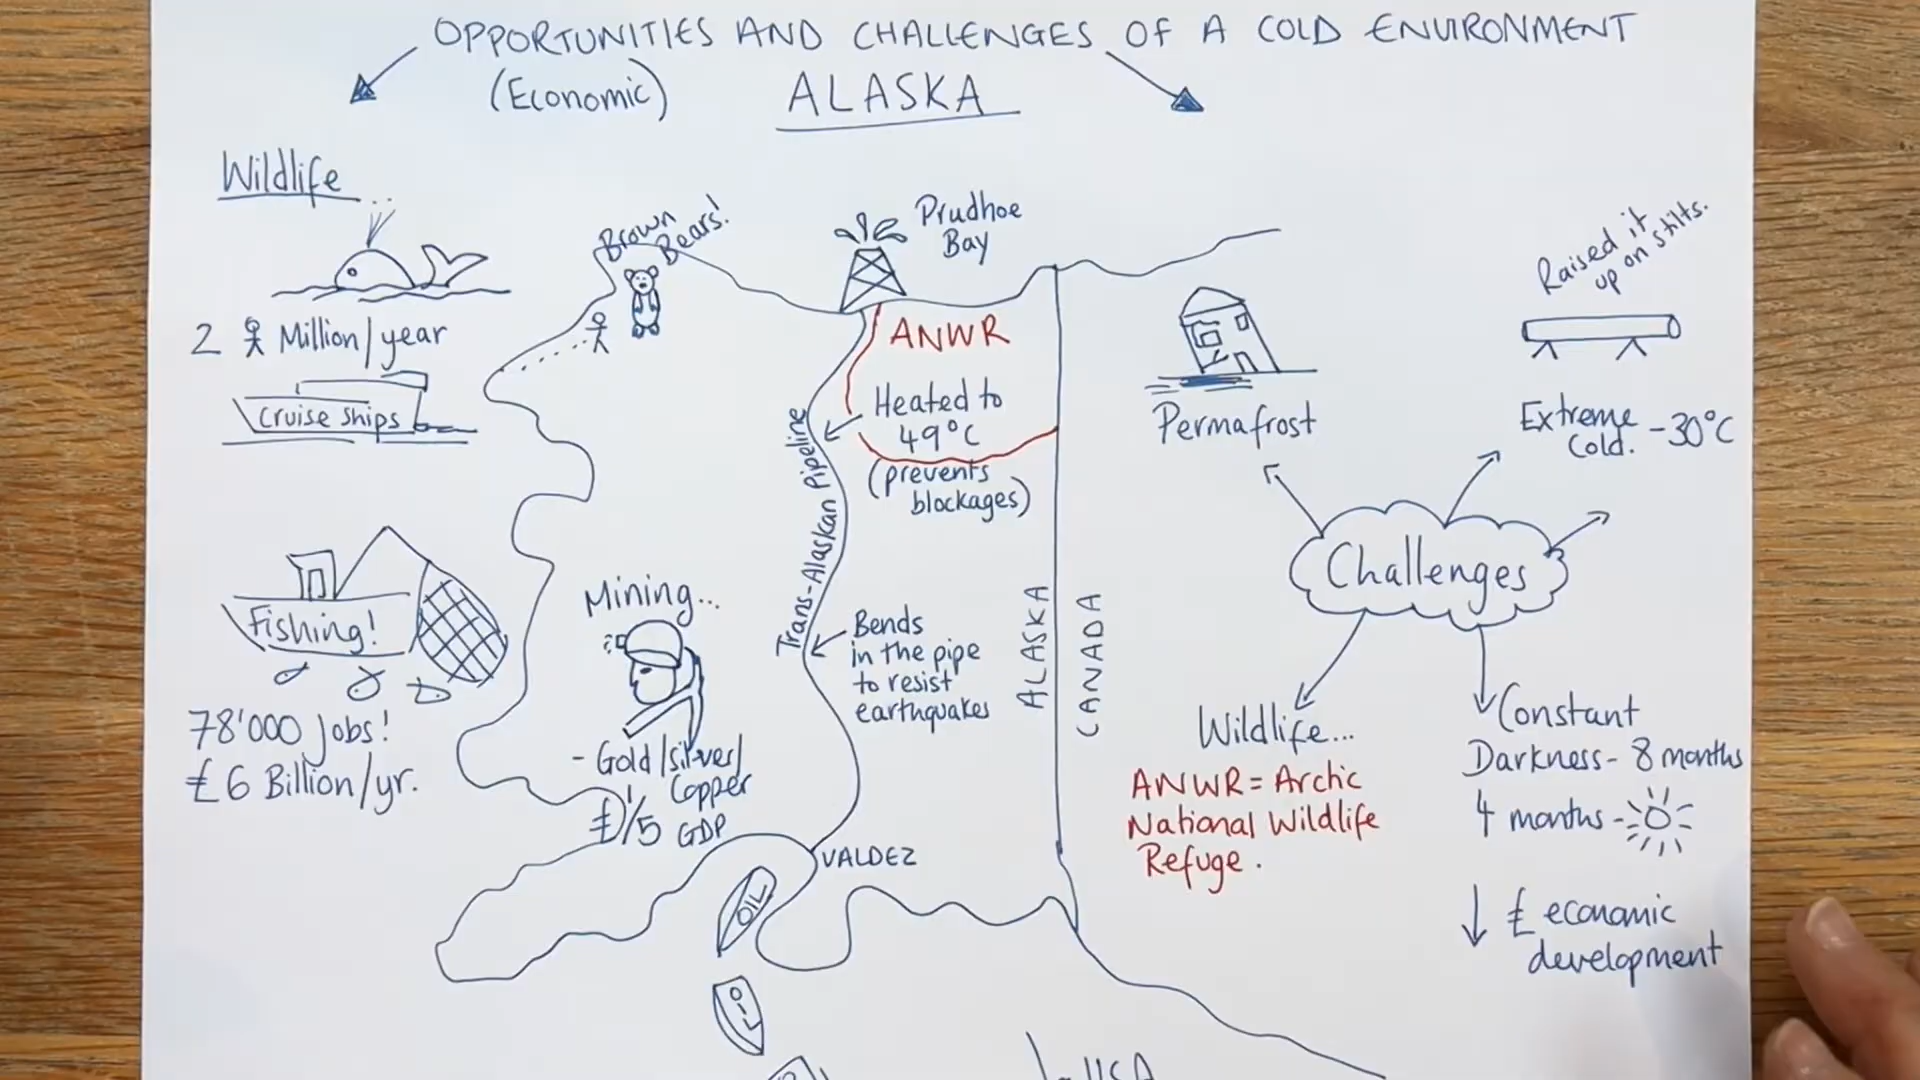 OPPORTUNITIES AND CHALLENGES OF A COLD ENVIRONMENT
(Economic)
ALASKA
Wildlife
2 Million/year
Cruise Ships
Fishing!
78'000 Jobs!
£6 Billion/yr.
Brown
Bears!
Mining...
- Gold/silver/
Copper
£ 1/5 GDP
Prudhoe
Bay
ANWR
Heated to
49°C
(prevents
blockages)
Trans-Alaskan Pipeline
Bends
in the pipe
to resist
earthquakes
VALDEZ
OIL
OIL
ALASKA
CANADA
USA
Permafrost
Raised it
up on stilts.
Extreme
Cold. -30°C
Challenges
Wildlife...
ANWR = Arctic
National Wildlife
Refuge.
Constant
Darkness - 8 months
4 months -
↓ £ economic
development